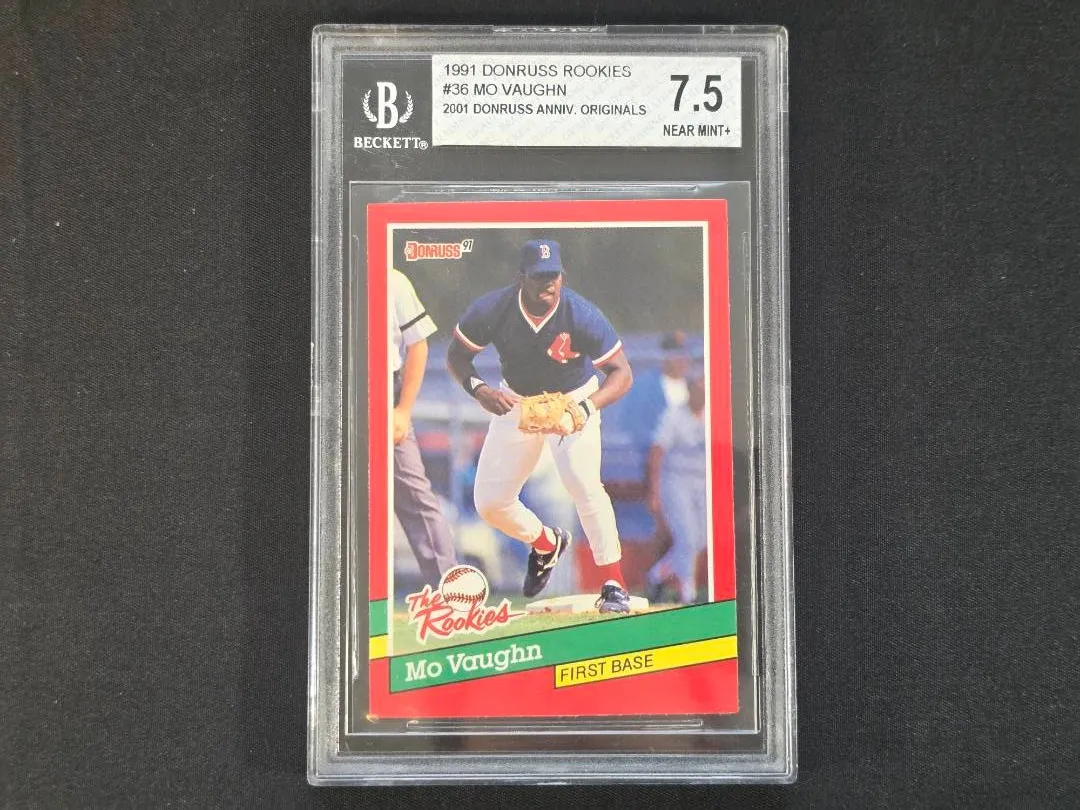 1991 DONRUSS ROOKIES
#36 MO VAUGHN
2001 DONRUSS ANNIV. ORIGINALS
7.5
NEAR MINT+
B
BECKETT®
DONRUSS 91
B
The
Rookies
Mo Vaughn
FIRST BASE